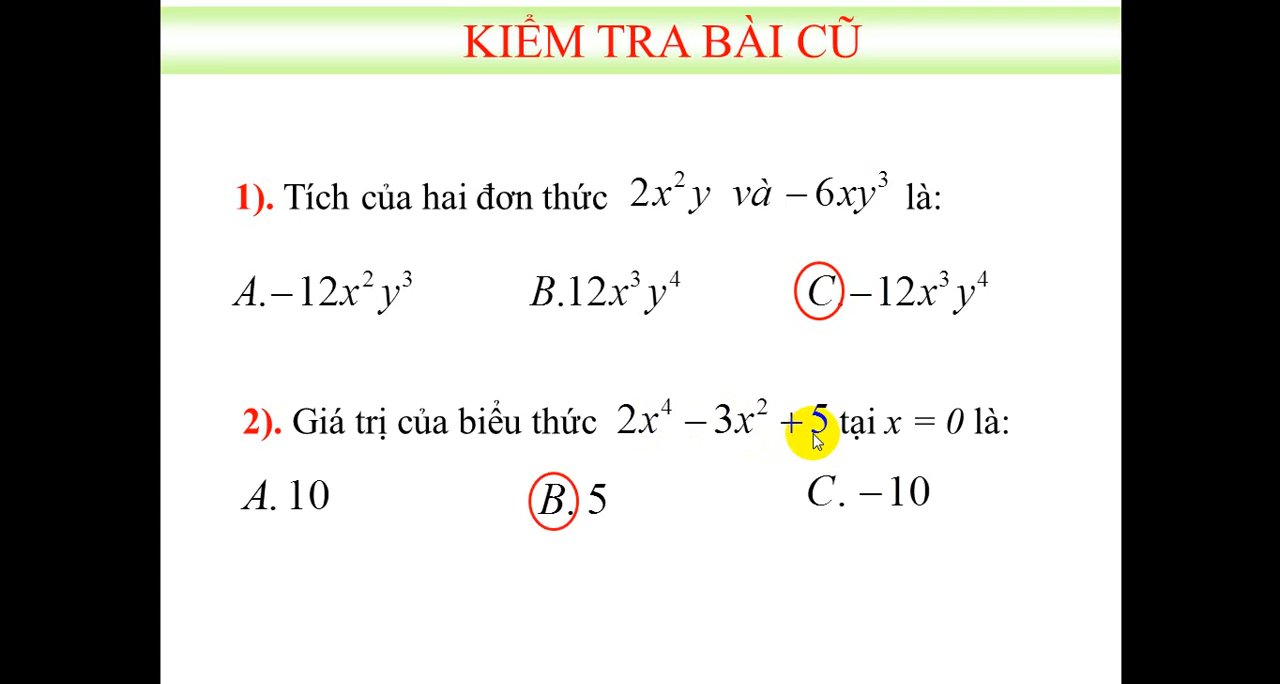 KIỂM TRA BÀI CŨ
1). Tích của hai đơn thức 2x²y và – 6xy³ là:
A.–12x²y³ B.12x³y⁴ C.–12x³y⁴
2). Giá trị của biểu thức 2x⁴ – 3x² + 5 tại x = 0 là:
A. 10 B. 5 C. –10